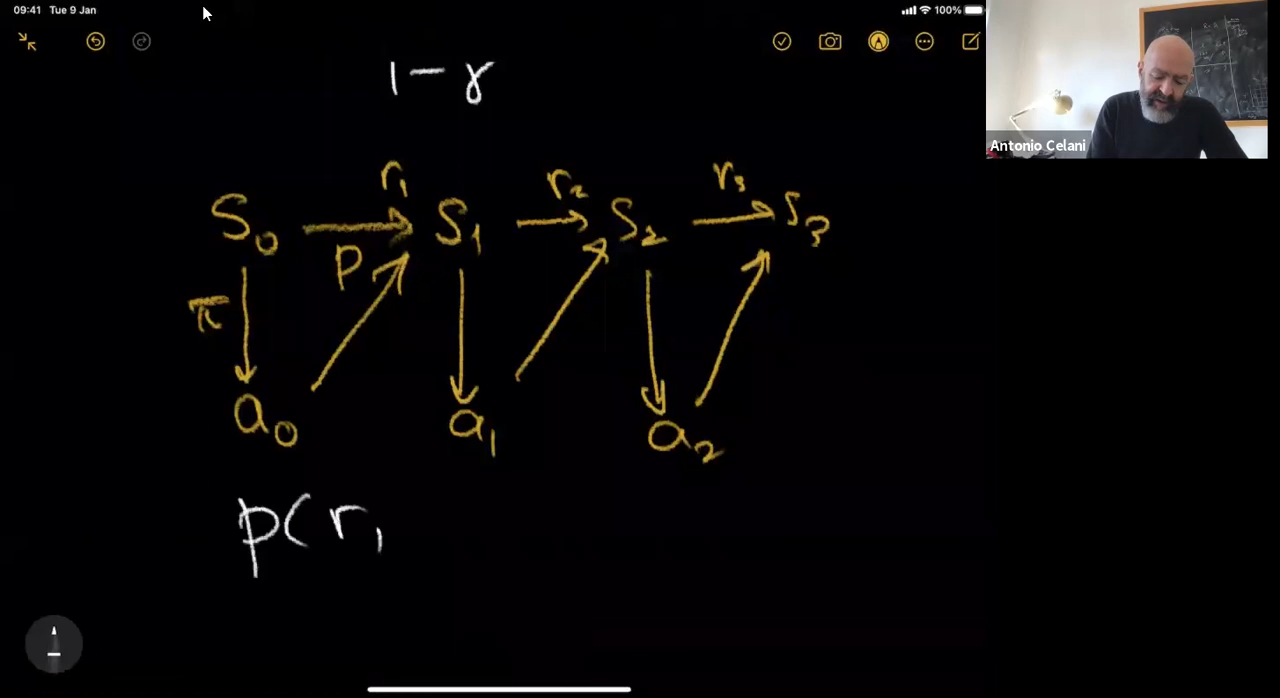 09:41 Tue 9 Jan 100%
1 - γ
r₁ r₂ r₃
S₀ S₁ S₂ S₃
π p
a₀ a₁ a₂
p( r,
Antonio Celani